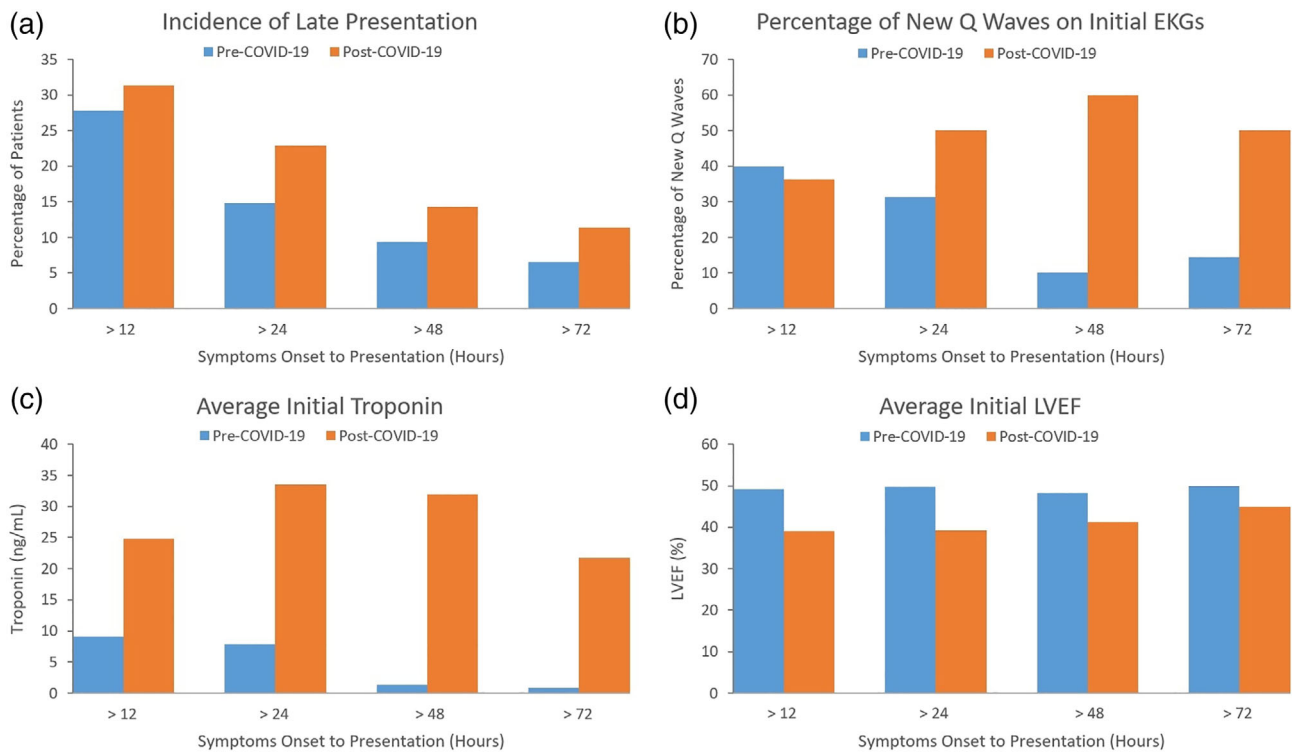 (a)
Incidence of Late Presentation
Pre-COVID-19 Post-COVID-19
Percentage of Patients
35
30
25
20
15
10
5
0
> 12 > 24 > 48 > 72
Symptoms Onset to Presentation (Hours)
(b)
Percentage of New Q Waves on Initial EKGs
Pre-COVID-19 Post-COVID-19
Percentage of New Q Waves
70
60
50
40
30
20
10
0
> 12 > 24 > 48 > 72
Symptoms Onset to Presentation (Hours)
(c)
Average Initial Troponin
Pre-COVID-19 Post-COVID-19
Troponin (ng/mL)
40
35
30
25
20
15
10
5
0
> 12 > 24 > 48 > 72
Symptoms Onset to Presentation (Hours)
(d)
Average Initial LVEF
Pre-COVID-19 Post-COVID-19
LVEF (%)
60
50
40
30
20
10
0
> 12 > 24 > 48 > 72
Symptoms Onset to Presentation (Hours)